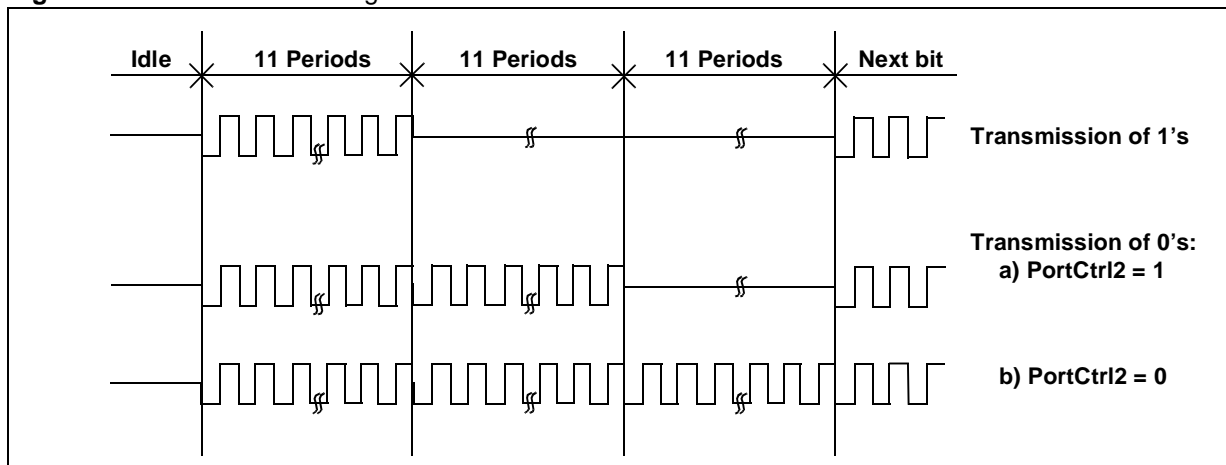 Idle 11 Periods 11 Periods 11 Periods Next bit
Transmission of 1's
Transmission of 0's:
a) PortCtrl2 = 1
b) PortCtrl2 = 0